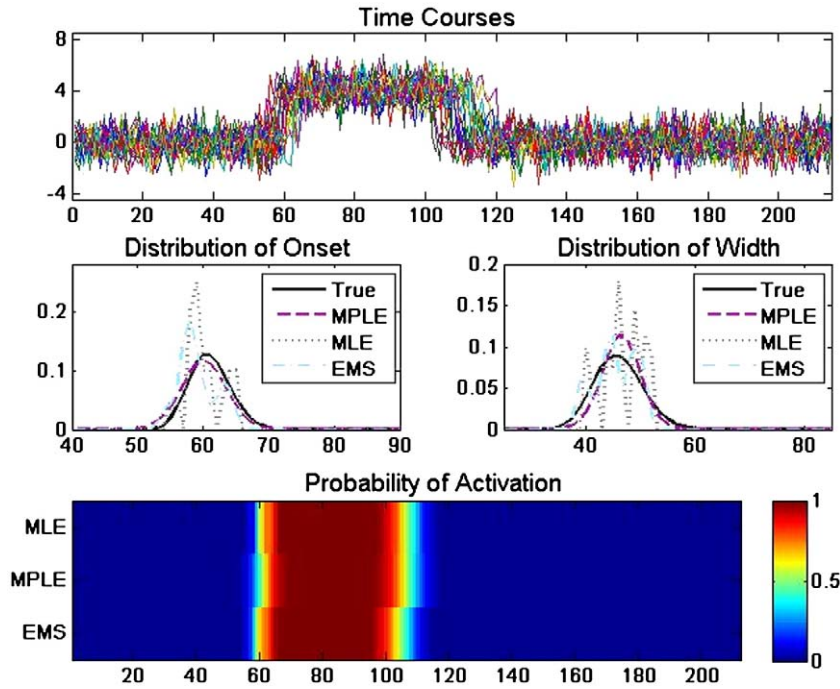 Time Courses
8
4
0
-4
0 20 40 60 80 100 120 140 160 180 200
Distribution of Onset
0.2
0.1
0
40 50 60 70 80 90
True
MPLE
MLE
EMS
Distribution of Width
0.2
0.15
0.1
0.05
0
40 60 80
True
MPLE
MLE
EMS
Probability of Activation
MLE
MPLE
EMS
20 40 60 80 100 120 140 160 180 200
1
0.5
0